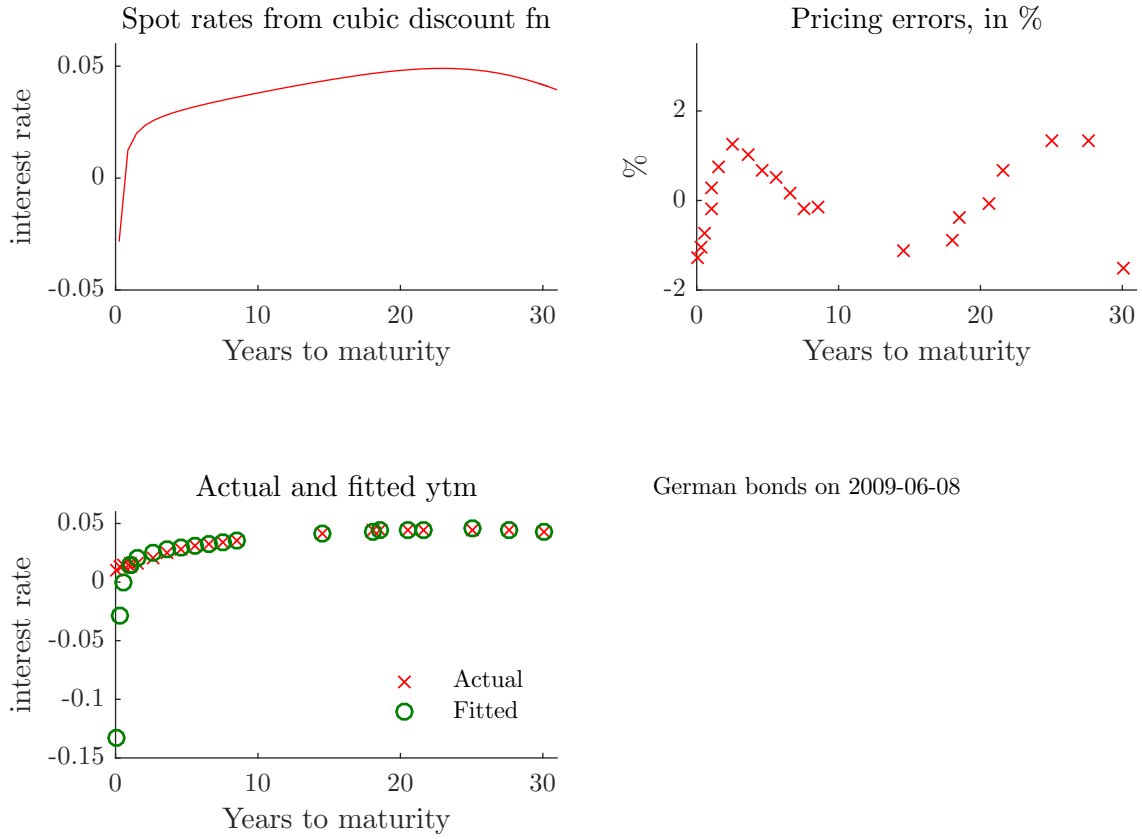 Spot rates from cubic discount fn
0.05
0
-0.05
interest rate
0
10
20
30
Years to maturity
Pricing errors, in %
2
0
-2
%
0
10
20
30
Years to maturity
Actual and fitted ytm
0.05
0
-0.05
-0.1
-0.15
interest rate
Actual
Fitted
0
10
20
30
Years to maturity
German bonds on 2009-06-08